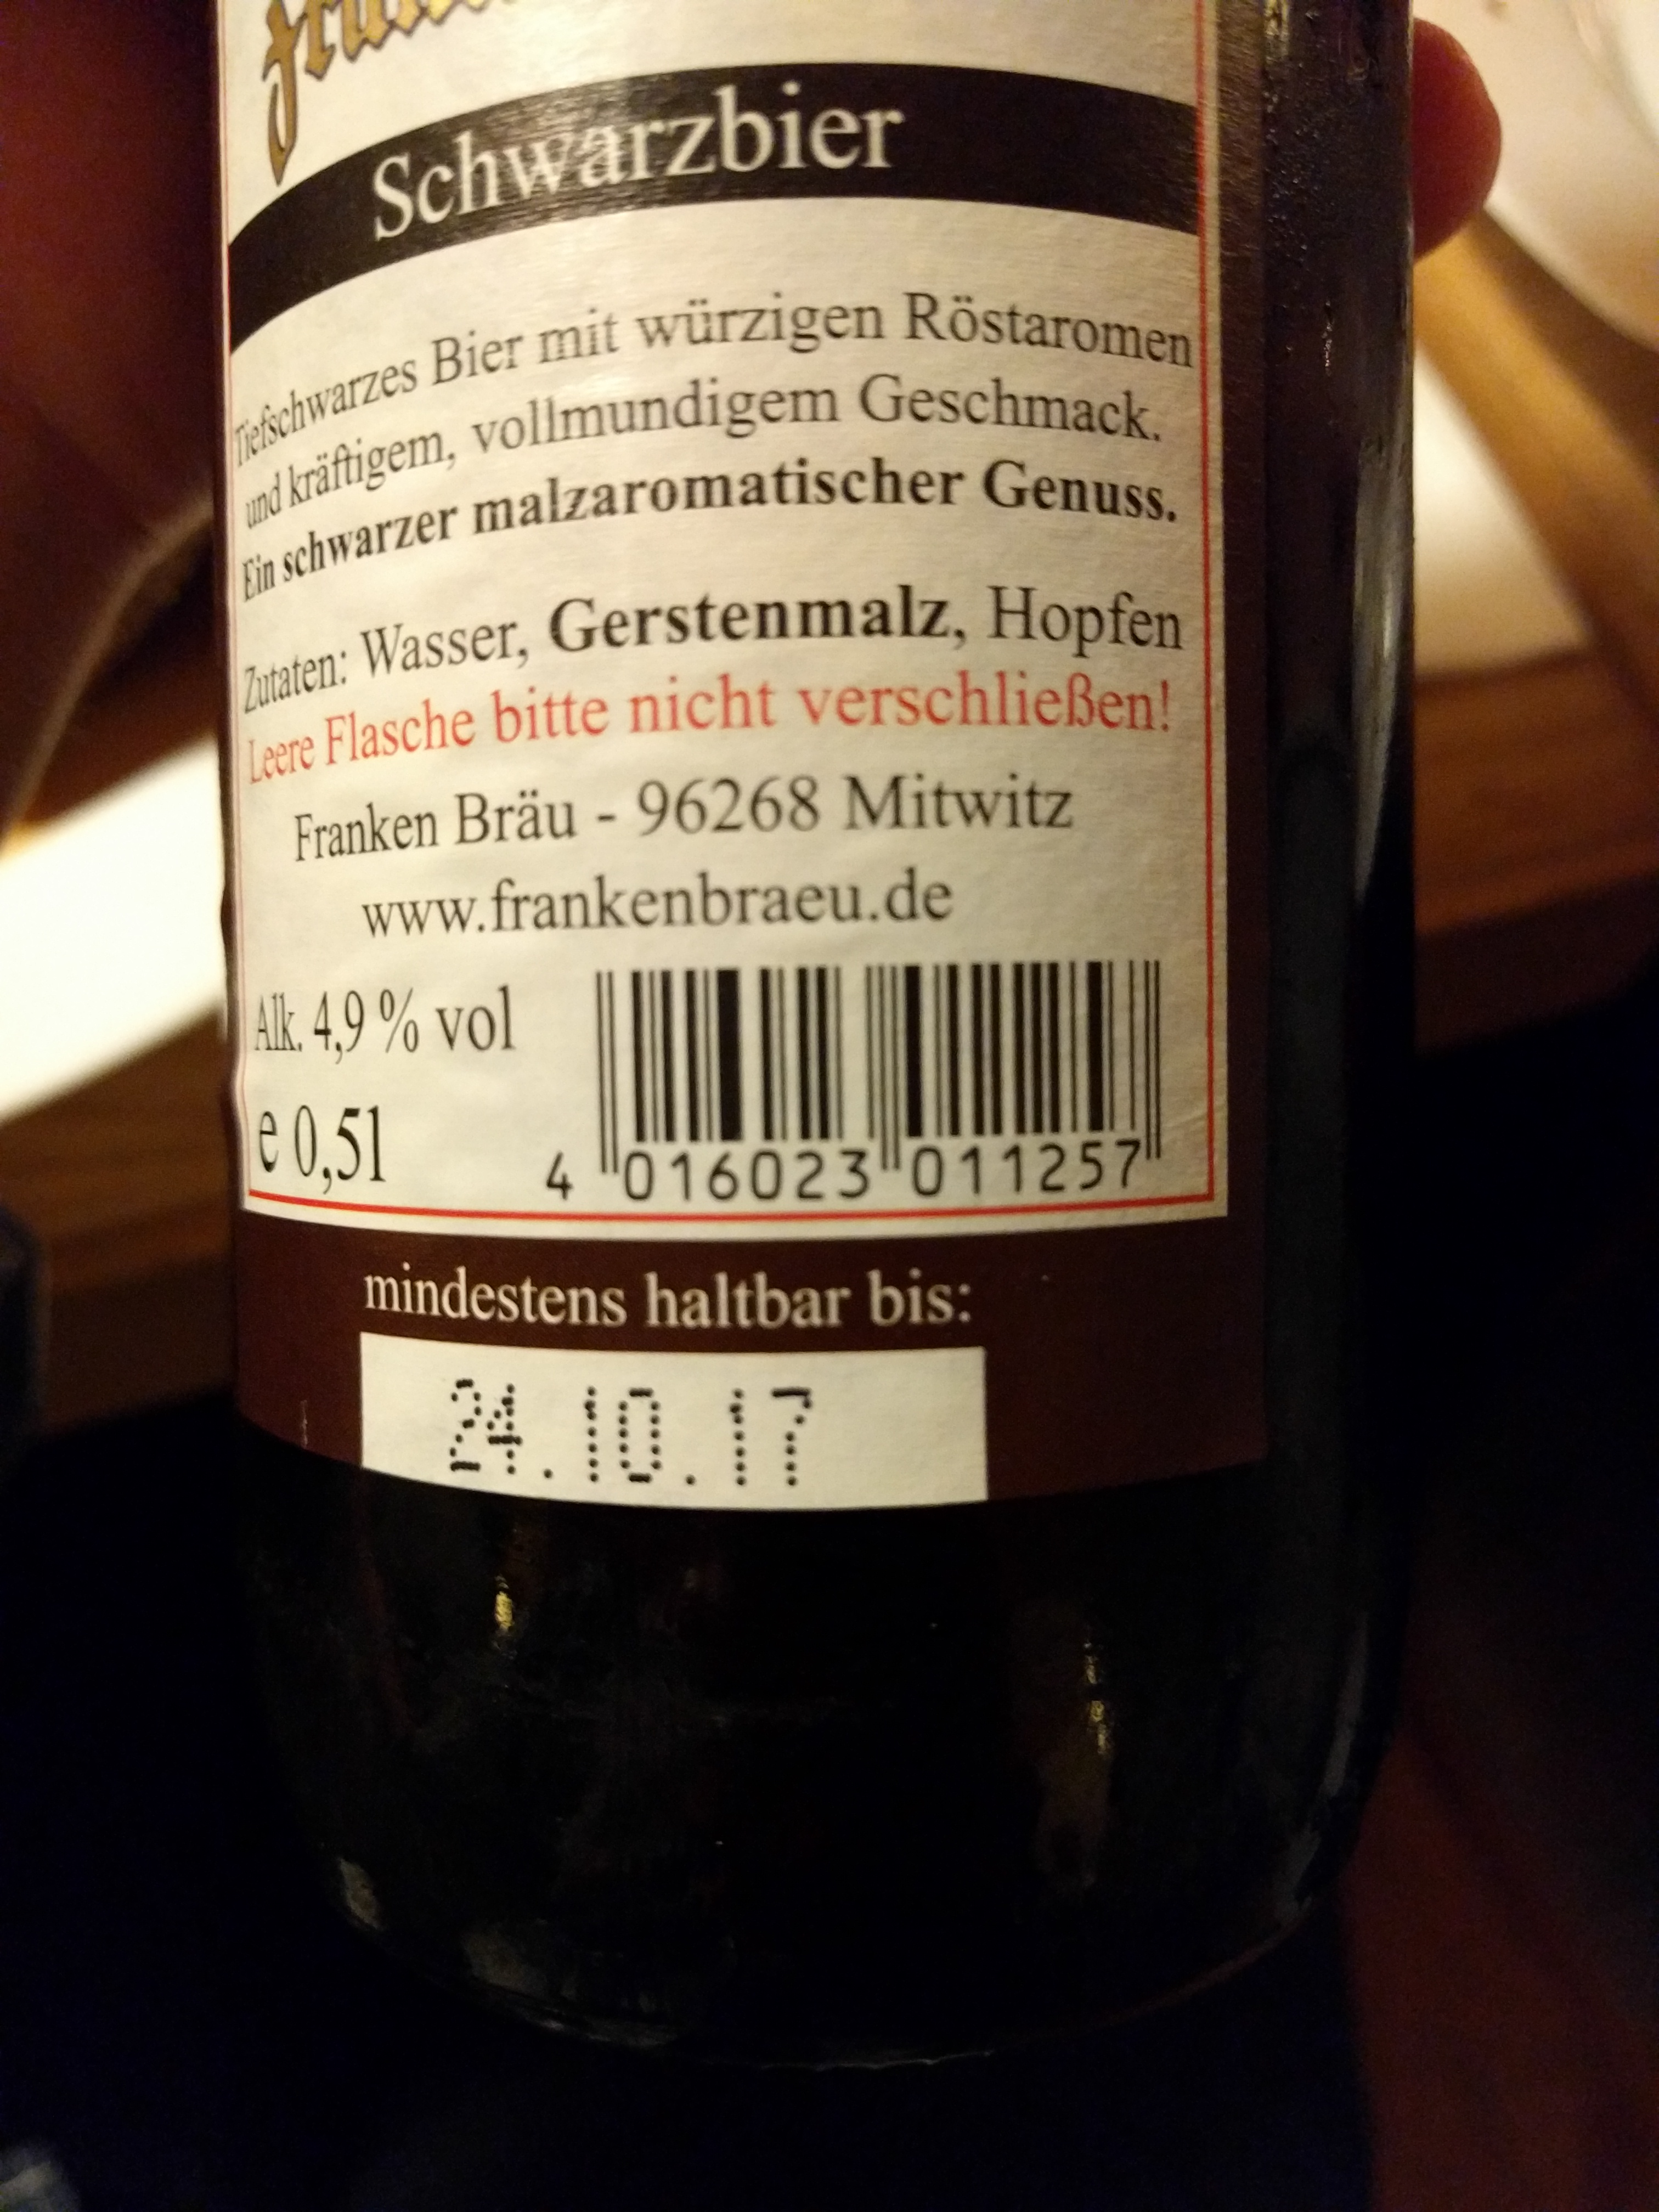 Schwarzbier
Tiefschwarzes Bier mit würzigen Röstaromen
und kräftigem, vollmundigem Geschmack.
Ein schwarzer malzaromatischer Genuss.
Zutaten: Wasser, Gerstenmalz, Hopfen
Leere Flasche bitte nicht verschließen!
Franken Bräu - 96268 Mitwitz
www.frankenbraeu.de
Alk. 4,9 % vol
e 0,5l
4 016023 011257
mindestens haltbar bis:
24.10.17